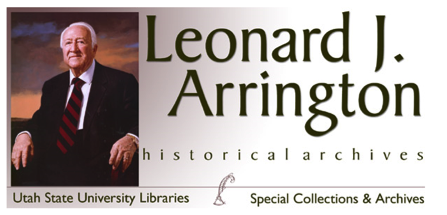 Leonard J.
Arrington
historical archives
Utah State University Libraries
Special Collections & Archives